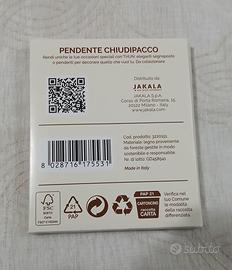 PENDENTE CHIUDIPACCO
Rendi uniche le tue occasioni speciali con THUN: eleganti segnaposto
o pendenti per decorare quello che vuoi tu. Da collezionare
Distribuito da
JAKALA
JAKALA S.p.A.
Corso di Porta Romana, 15
20122 Milano - Italy
www.jakala.com
Cod. prodotto:
Materiale: legno proveniente
da foreste gestite in modo
sostenibile e responsabile.
Made in Italy
8 028716 175531
FSC
MISTO
21
PAP
PAP 21
CARTONCINO
raccolta
CARTA
Verifica nel
tuo Comune
le modalità
della raccolta
differenziata.
subito